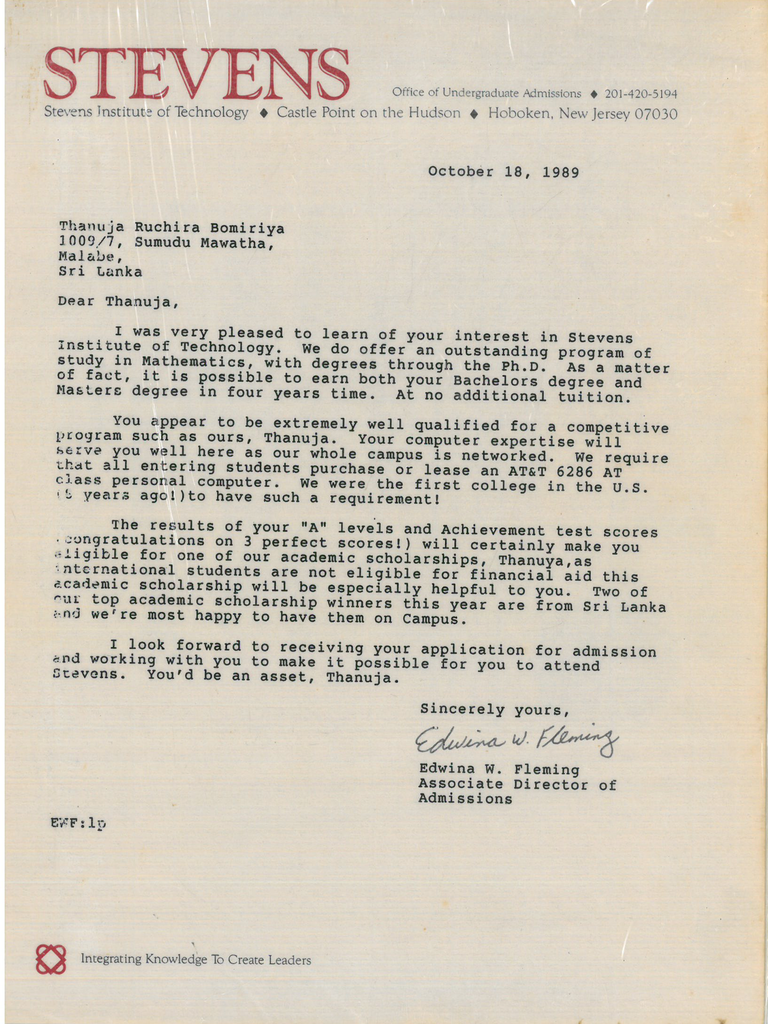 STEVENS
Office of Undergraduate Admissions ♦ 201-420-5194
Stevens Institute of Technology ♦ Castle Point on the Hudson ♦ Hoboken, New Jersey 07030
October 18, 1989
Thanuja Ruchira Bomiriya
1009/7, Sumudu Mawatha,
Malabe,
Sri Lanka
Dear Thanuja,
I was very pleased to learn of your interest in Stevens
Institute of Technology. We do offer an outstanding program of
study in Mathematics, with degrees through the Ph.D. As a matter
of fact, it is possible to earn both your Bachelors degree and
Masters degree in four years time. At no additional tuition.
You appear to be extremely well qualified for a competitive
program such as ours, Thanuja. Your computer expertise will
serve you well here as our whole campus is networked. We require
that all entering students purchase or lease an AT&T 6286 AT
class personal computer. We were the first college in the U.S.
(5 years ago!)to have such a requirement!
The results of your "A" levels and Achievement test scores
(congratulations on 3 perfect scores!) will certainly make you
eligible for one of our academic scholarships, Thanuya,as
international students are not eligible for financial aid this
academic scholarship will be especially helpful to you. Two of
our top academic scholarship winners this year are from Sri Lanka
and we're most happy to have them on Campus.
I look forward to receiving your application for admission
and working with you to make it possible for you to attend
Stevens. You'd be an asset, Thanuja.
Sincerely yours,
Edwina W. Fleming
Edwina W. Fleming
Associate Director of
Admissions
EWF:lp
Integrating Knowledge To Create Leaders